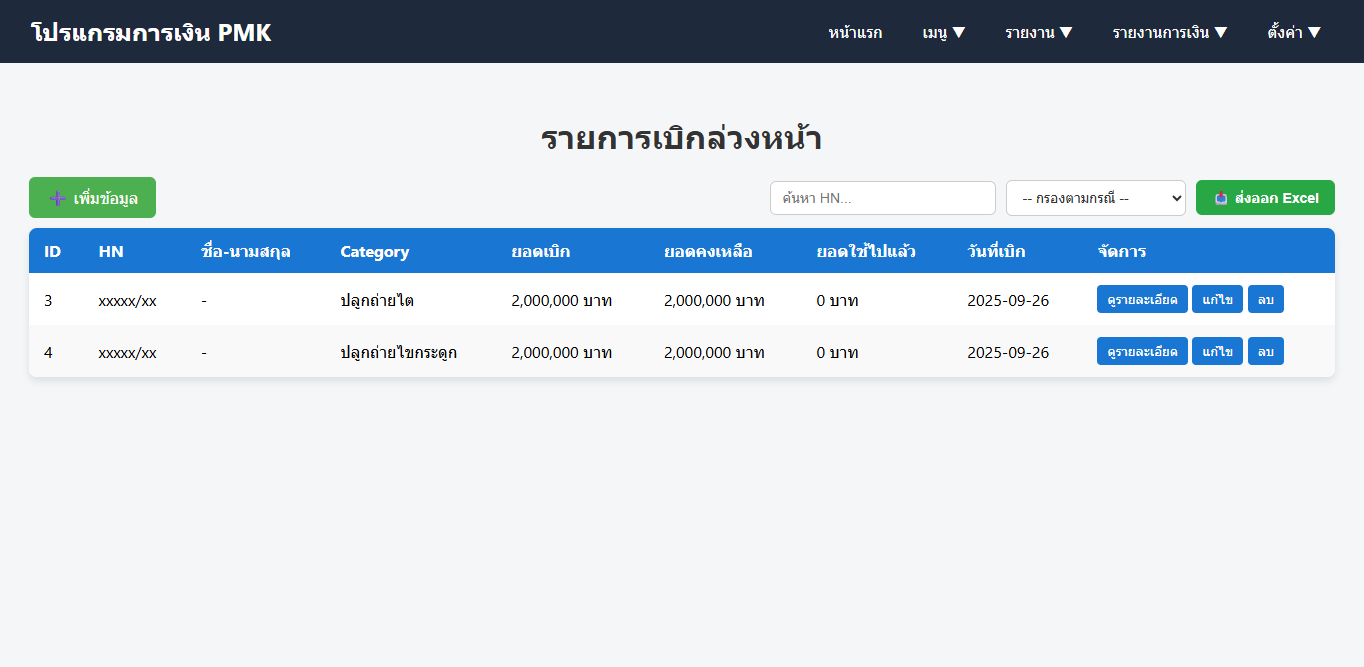 โปรแกรมการเงิน PMK หน้าแรก เมนู ▼ รายงาน ▼ รายงานการเงิน ▼ ตั้งค่า ▼
รายการเบิกล่วงหน้า
➕ เพิ่มข้อมูล ค้นหา HN... -- กรองตามกรณี -- 📤 ส่งออก Excel
ID HN ชื่อ-นามสกุล Category ยอดเบิก ยอดคงเหลือ ยอดใช้ไปแล้ว วันที่เบิก จัดการ
3 xxxxx/xx - ปลูกถ่ายไต 2,000,000 บาท 2,000,000 บาท 0 บาท 2025-09-26 ดูรายละเอียด แก้ไข ลบ
4 xxxxx/xx - ปลูกถ่ายไขกระดูก 2,000,000 บาท 2,000,000 บาท 0 บาท 2025-09-26 ดูรายละเอียด แก้ไข ลบ